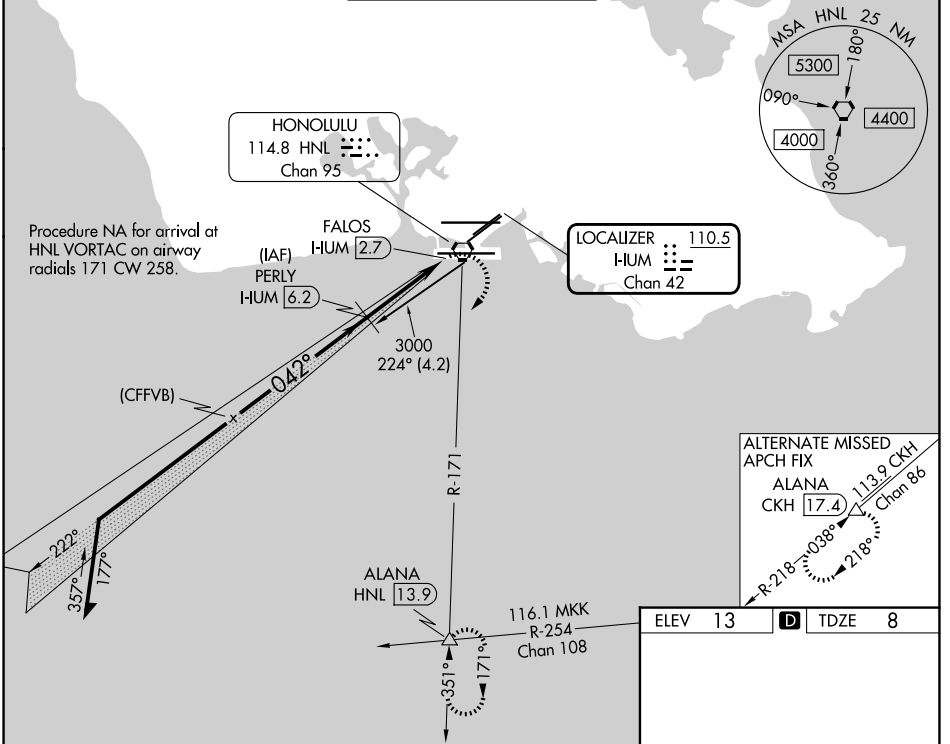 MSA HNL 25 NM
180°
5300
090°
4400
4000
360°
HONOLULU
114.8 HNL
Chan 95
Procedure NA for arrival at
HNL VORTAC on airway
radials 171 CW 258.
FALOS
I-IUM 2.7
(IAF)
PERLY
I-IUM 6.2
LOCALIZER 110.5
I-IUM
Chan 42
3000
224° (4.2)
042°
(CFFVB)
R-171
222°
357°
177°
ALANA
HNL 13.9
116.1 MKK
R-254
Chan 108
351°
171°
ALTERNATE MISSED
APCH FIX
ALANA
CKH 17.4
113.9 CKH
Chan 86
R-218
038°
218°
ELEV 13 D TDZE 8